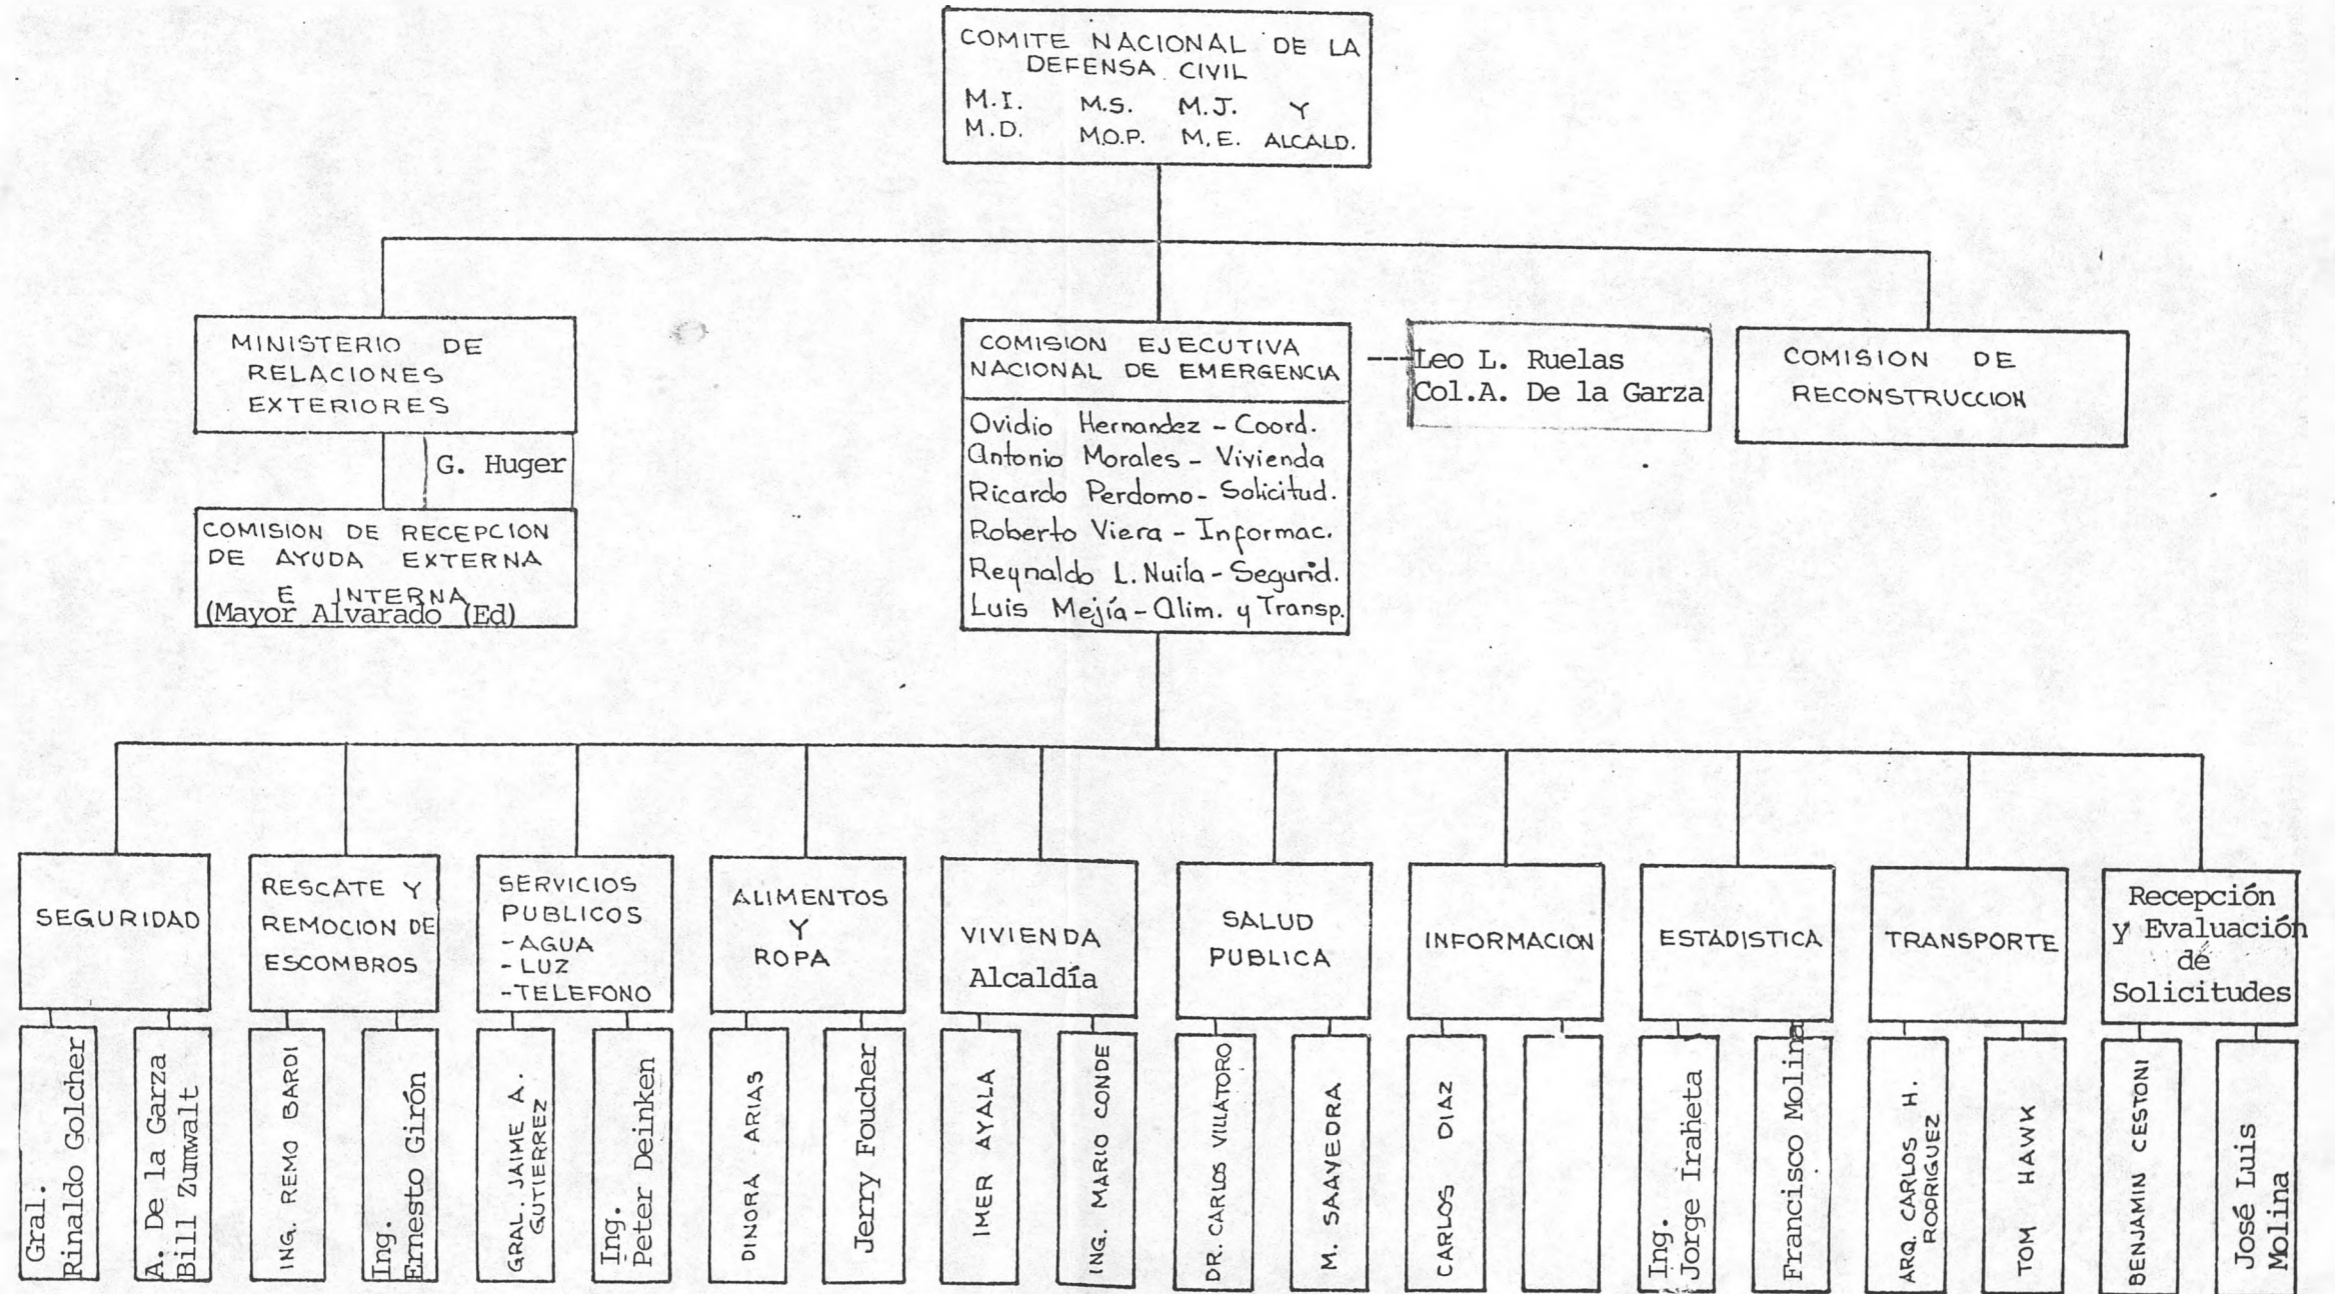 COMITE NACIONAL DE LA
DEFENSA CIVIL
M.I. M.S. M.J. Y
M.D. M.O.P. M.E. ALCALD.
MINISTERIO DE
RELACIONES
EXTERIORES
G. Huger
COMISION DE RECEPCION
DE AYUDA EXTERNA
E INTERNA
(Mayor Alvarado (Ed)
COMISION EJECUTIVA
NACIONAL DE EMERGENCIA
Ovidio Hernandez - Coord.
Antonio Morales - Vivienda
Ricardo Perdomo - Solicitud.
Roberto Viera - Informac.
Reynaldo L. Nuila - Segurid.
Luis Mejía - Alim. y Transp.
Leo L. Ruelas
Col.A. De la Garza
COMISION DE
RECONSTRUCCION
SEGURIDAD
Gral.
Rinaldo Golcher
A. De la Garza
Bill Zumwalt
RESCATE Y
REMOCION DE
ESCOMBROS
ING. REMO BARDI
Ing.
Ernesto Girón
SERVICIOS
PUBLICOS
- AGUA
- LUZ
- TELEFONO
GRAL. JAIME A.
GUTIERREZ
Ing.
Peter Deinken
ALIMENTOS
Y
ROPA
DINORA ARIAS
Jerry Foucher
VIVIENDA
Alcaldía
IMER AYALA
ING. MARIO CONDE
SALUD
PUBLICA
DR. CARLOS VILLATORO
M. SAAVEDRA
INFORMACION
CARLOS DIAZ
ESTADISTICA
Ing.
Jorge Iraheta
Francisco Molina
TRANSPORTE
ARQ. CARLOS H.
RODRIGUEZ
TOM HAWK
Recepción
y Evaluación
de
Solicitudes
BENJAMIN CESTONI
José Luis
Molina